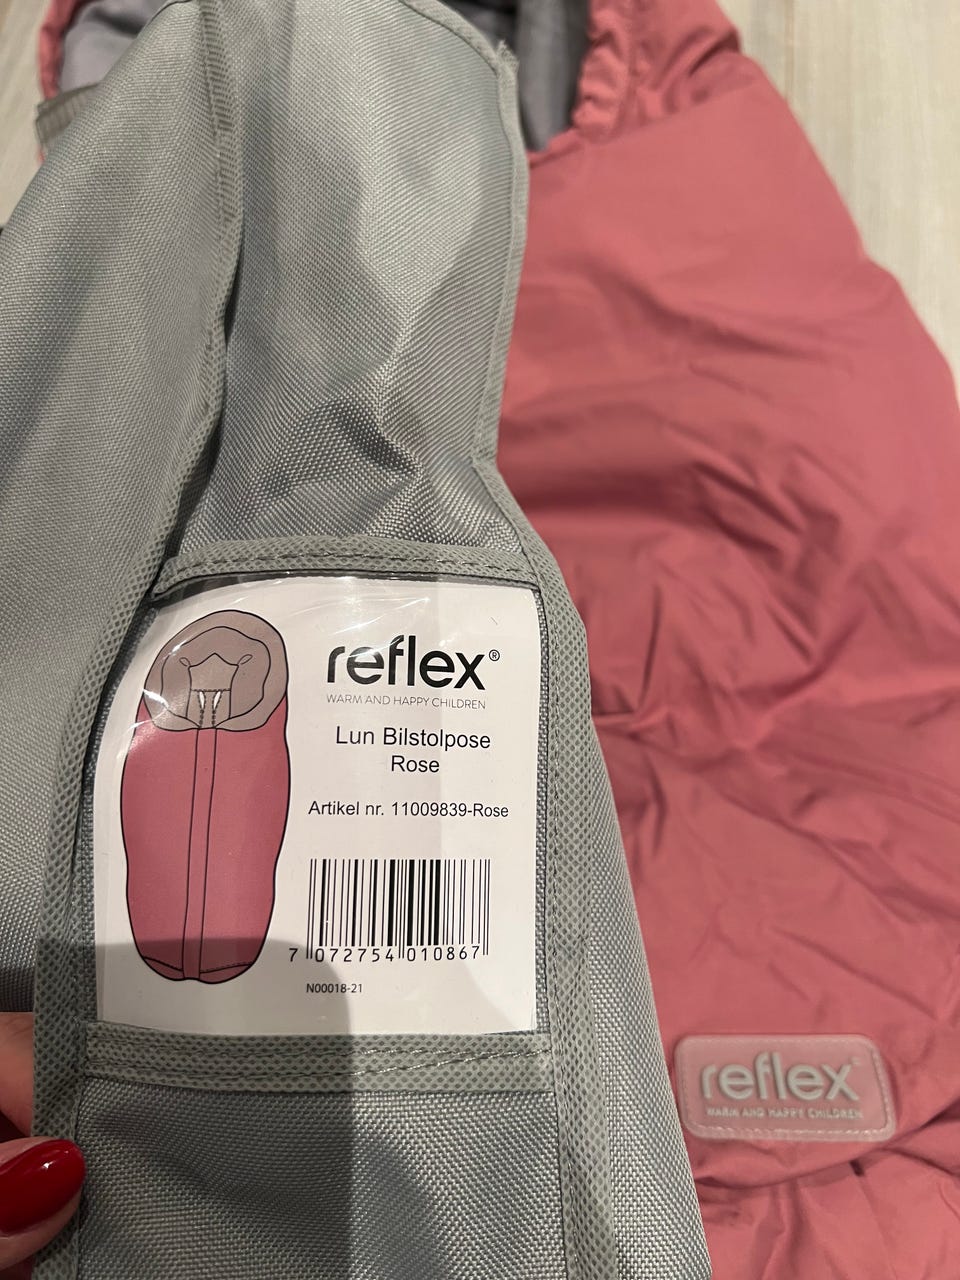 reflex®
WARM AND HAPPY CHILDREN
Lun Bilstolpose
Rose
Artikel nr. 11009839-Rose
7 072754 010867
N00018-21
reflex
WARM AND HAPPY CHILDREN